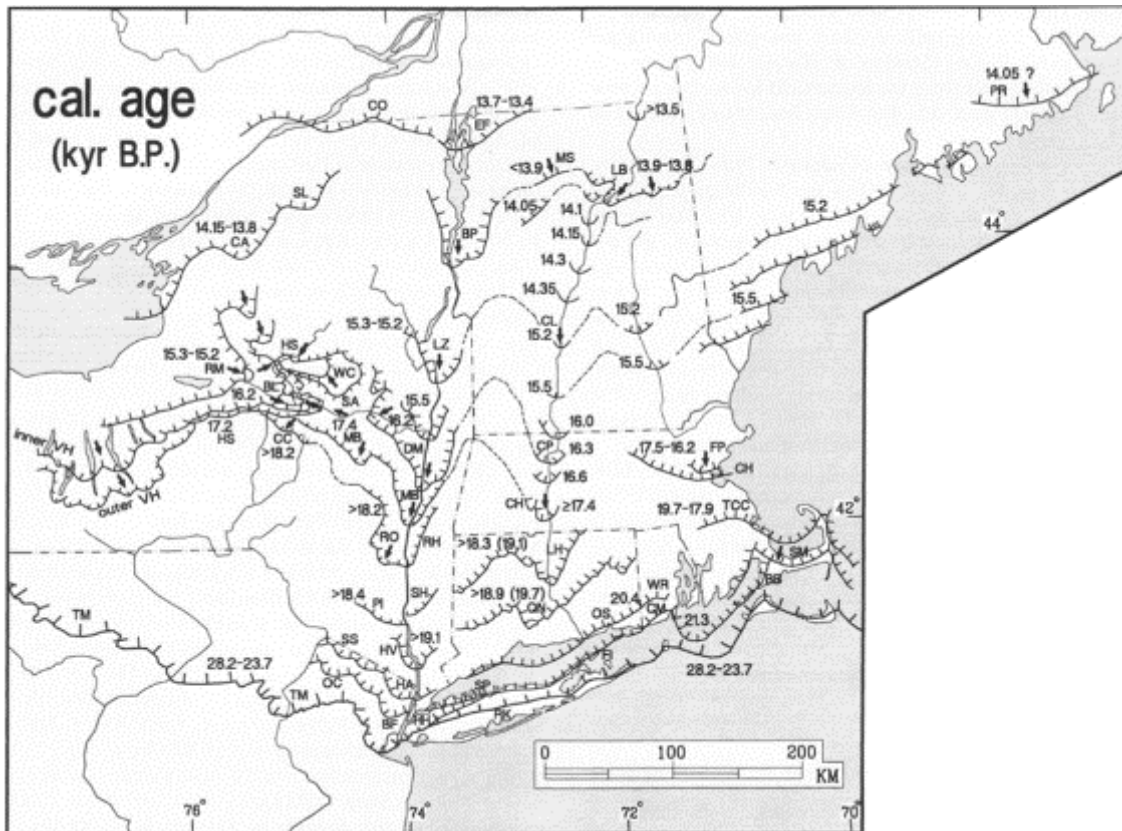 cal. age
(kyr B.P.)
14.05 ?
PR
CO
13.7-13.4
EF
>13.5
<13.9
MS
LB
13.9-13.8
SL
14.05
14.1
14.15-13.8
CA
BP
14.15
15.2
44°
14.3
14.35
15.5
15.3-15.2
LZ
CL
15.2
15.2
HS
15.3-15.2
RM
WC
15.5
BL
SA
16.2
15.5
15.5
16.2
17.4
16.0
17.2
HS
CC
MB
DM
CP
16.3
17.5-16.2
FP
inner VH
>18.2
16.6
CH
outer VH
MB
CH
≥17.4
>18.2
19.7-17.9
TCC
42°
RO
RH
>18.3 (19.1)
LH
SM
BB
>18.4
PI
SH
>18.9 (19.7)
QN
WR
20.4
CM
OS
TM
21.3
>19.1
HV
SS
FI
28.2-23.7
28.2-23.7
OC
HA
SP
TM
BF
HH
RK
0
100
200
KM
76°
74°
72°
70°